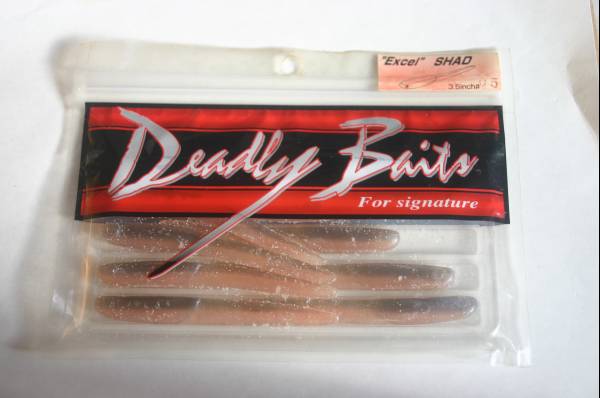 "Excel" SHAD
3.5inch#
Deadly Baits
For signature